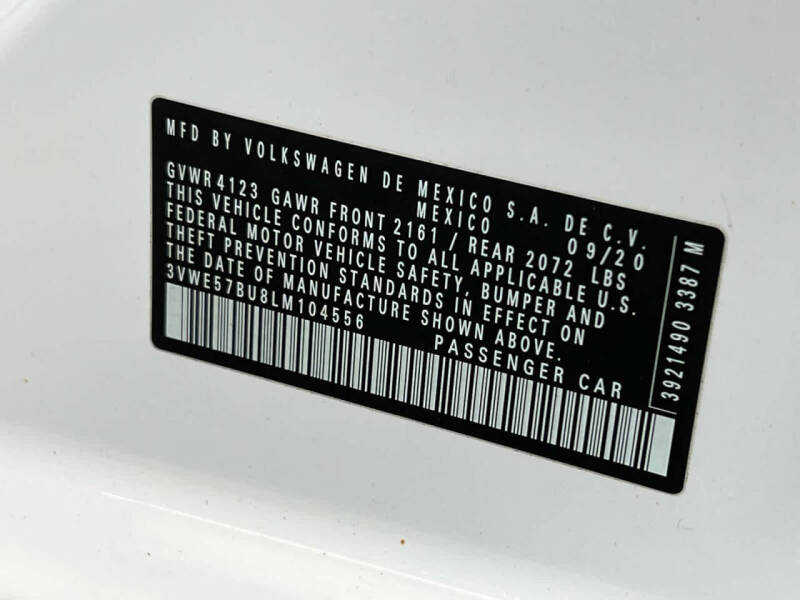 MFD BY VOLKSWAGEN DE MEXICO S.A. DE C.V.
MEXICO 09/20
GVWR 4123 GAWR FRONT 2161 / REAR 2072 LBS
THIS VEHICLE CONFORMS TO ALL APPLICABLE U.S.
FEDERAL MOTOR VEHICLE SAFETY, BUMPER AND
THEFT PREVENTION STANDARDS IN EFFECT ON
THE DATE OF MANUFACTURE SHOWN ABOVE.
3VWE57BU8LM104556 PASSENGER CAR
3921490 3387 M